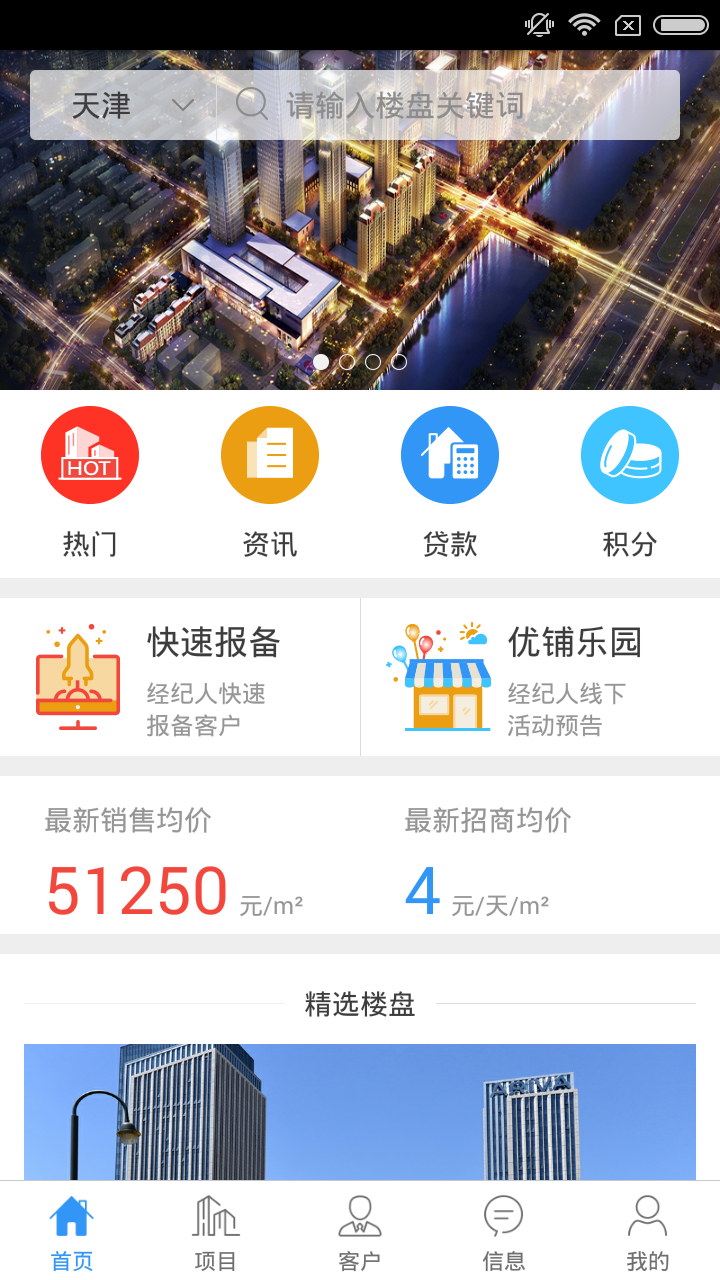 天津
请输入楼盘关键词
HOT
热门
资讯
贷款
积分
快速报备
经纪人快速
报备客户
优铺乐园
经纪人线下
活动预告
最新销售均价
51250 元/m²
最新招商均价
4 元/天/m²
精选楼盘
首页
项目
客户
信息
我的